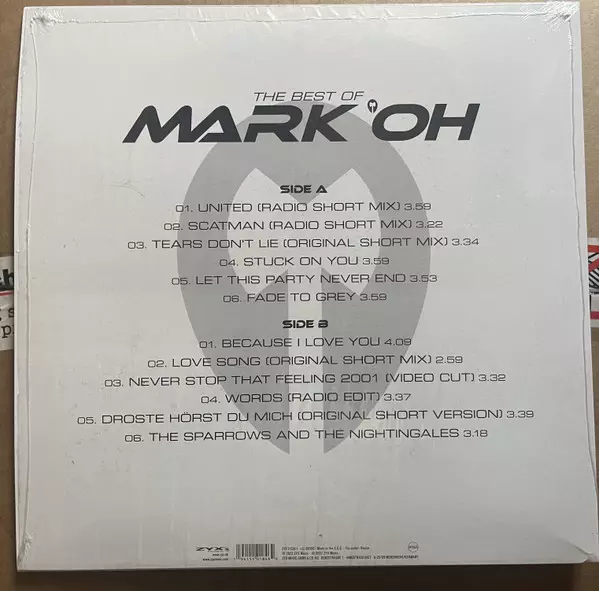 THE BEST OF
MARK 'OH
SIDE A
01. UNITED (RADIO SHORT MIX) 3.59
02. SCATMAN (RADIO SHORT MIX) 3.22
03. TEARS DON'T LIE (ORIGINAL SHORT MIX) 3.34
04. STUCK ON YOU 3.59
05. LET THIS PARTY NEVER END 3.53
06. FADE TO GREY 3.59
SIDE B
01. BECAUSE I LOVE YOU 4.09
02. LOVE SONG (ORIGINAL SHORT MIX) 2.59
03. NEVER STOP THAT FEELING 2001 (VIDEO CUT) 3.32
04. WORDS (RADIO EDIT) 3.37
05. DROSTE HÖRST DU MICH (ORIGINAL SHORT VERSION) 3.39
06. THE SPARROWS AND THE NIGHTINGALES 3.18
ZYX